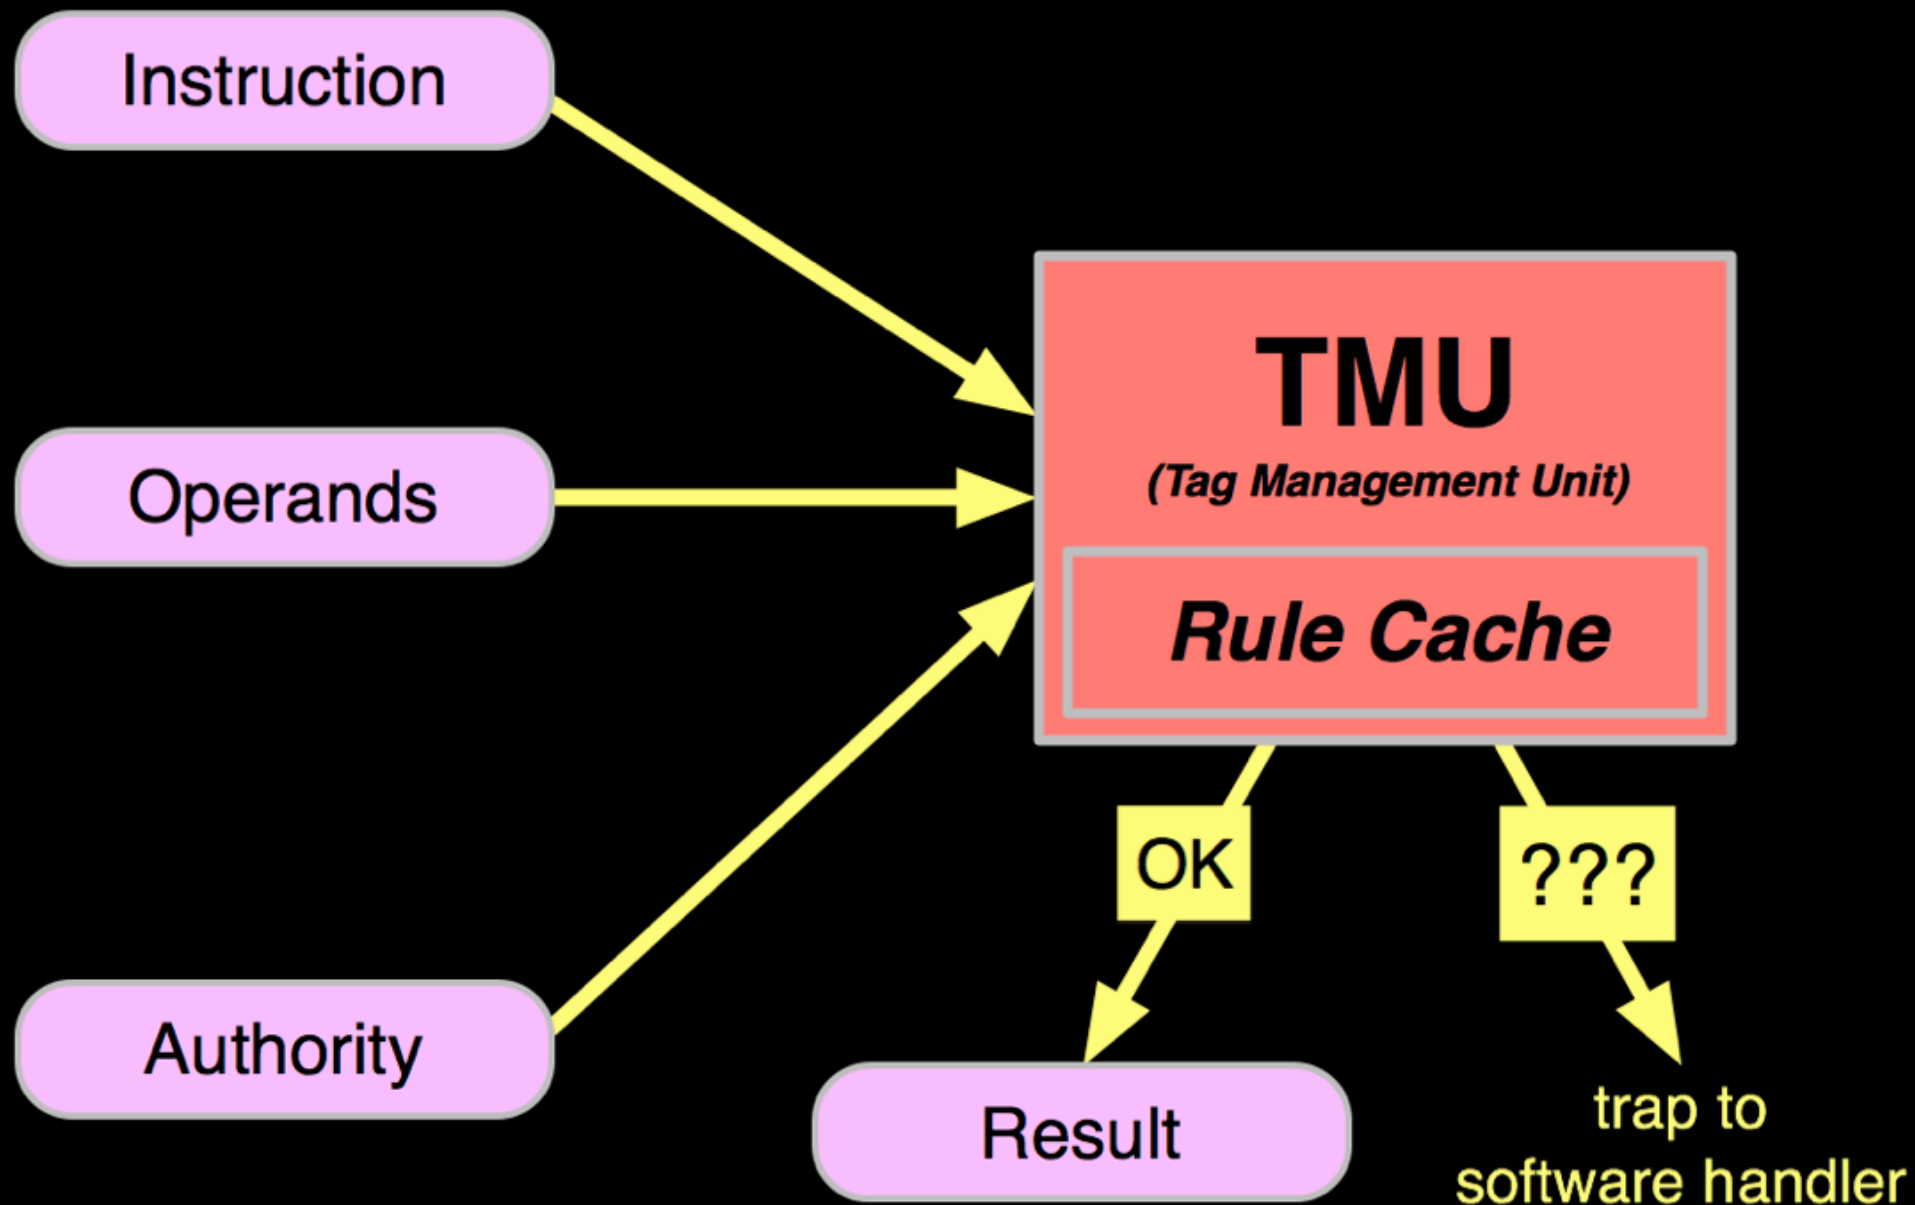 Instruction
Operands
Authority
TMU
(Tag Management Unit)
Rule Cache
OK
???
Result
trap to
software handler